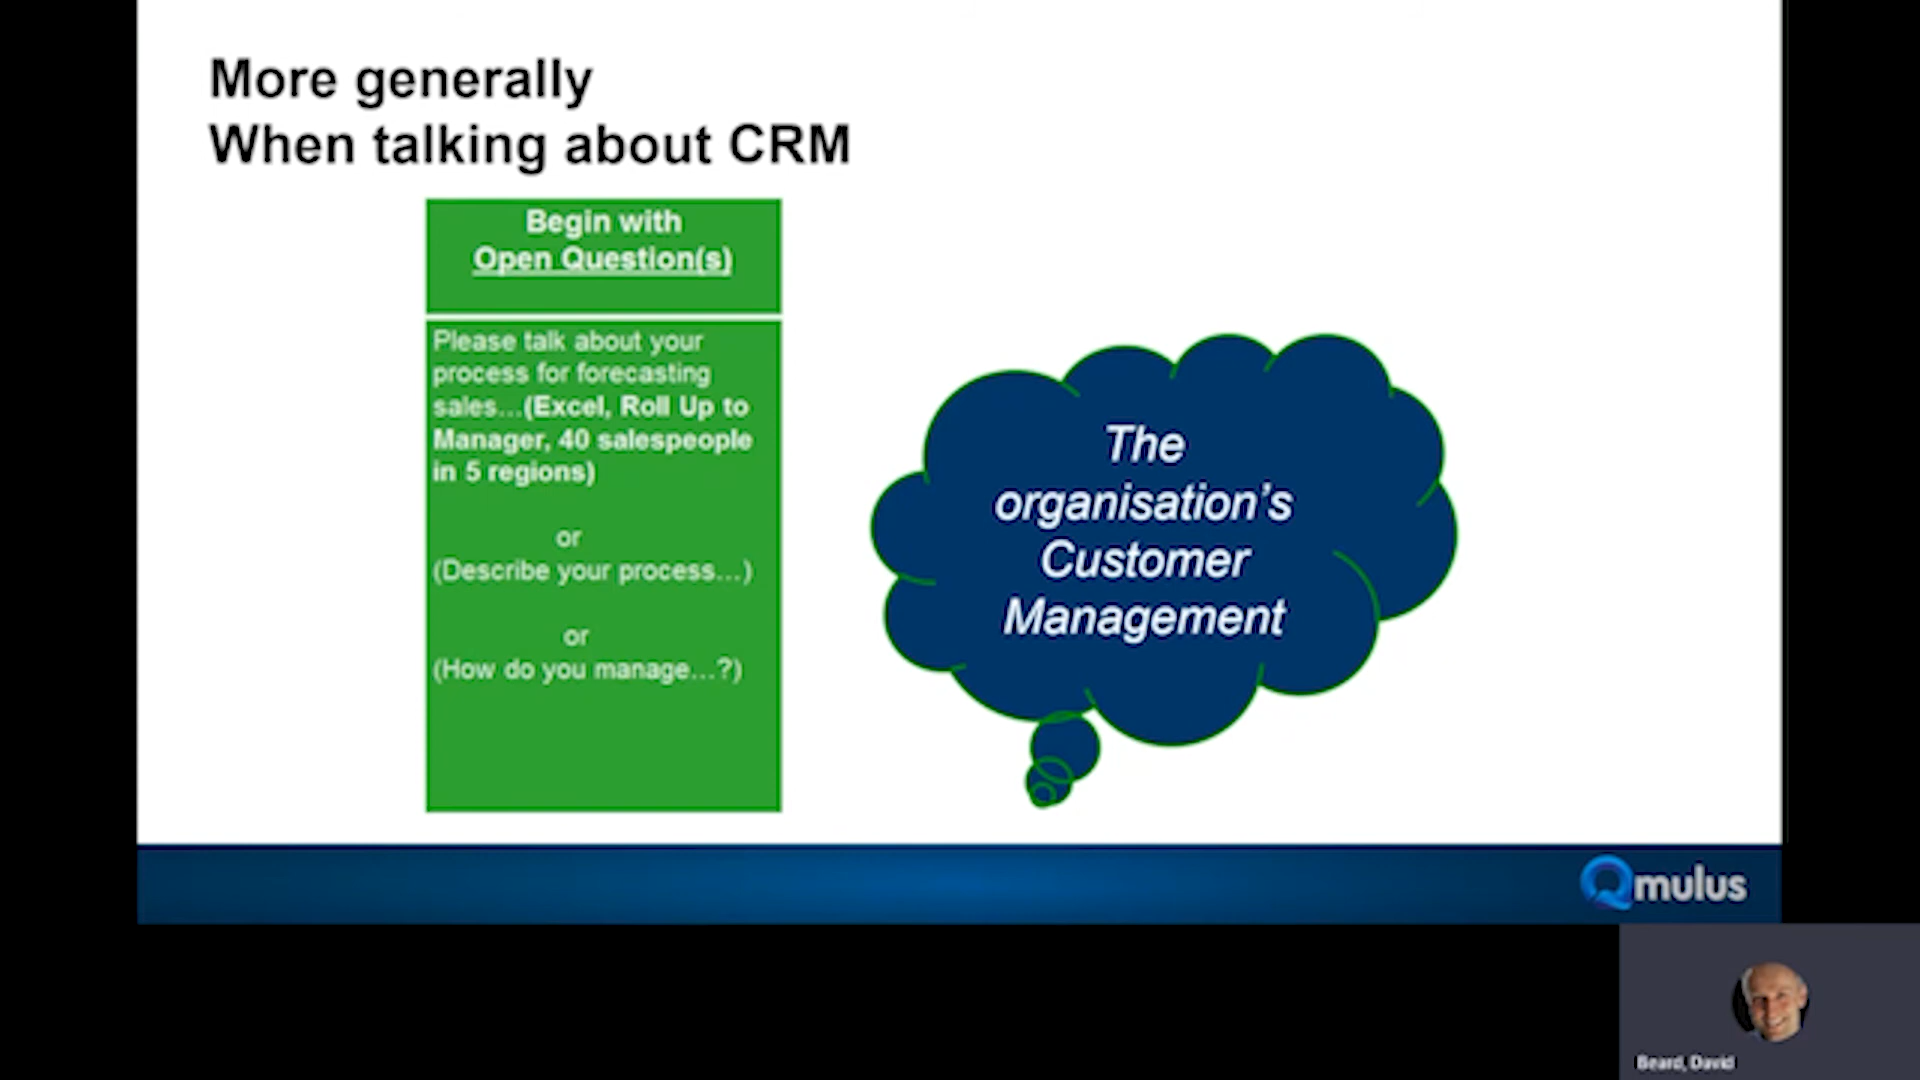 More generally
When talking about CRM
Begin with
Open Question(s)
Please talk about your
process for forecasting
sales...(Excel, Roll Up to
Manager, 40 salespeople
in 5 regions)
or
(Describe your process...)
or
(How do you manage...?)
The
organisation's
Customer
Management
Qmulus
Beard, David